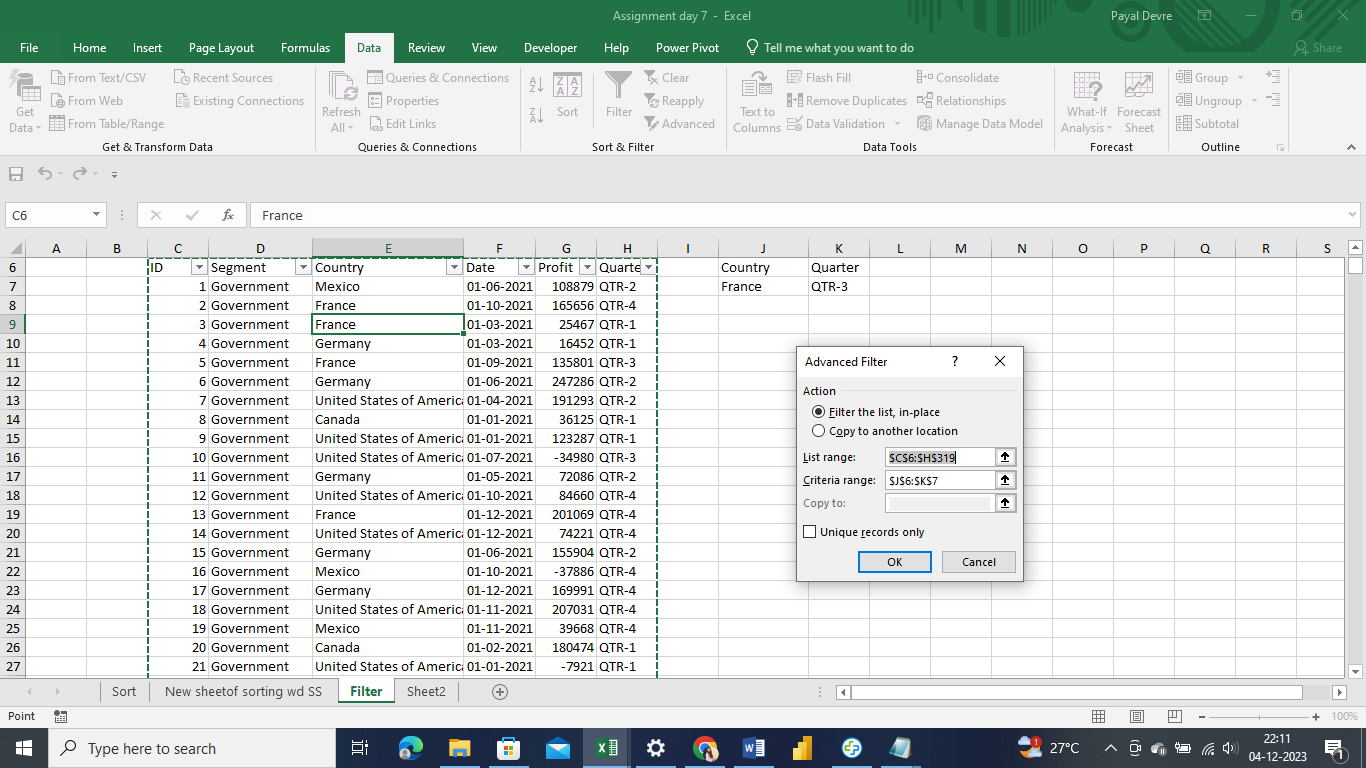 Assignment day 7 - Excel
Payal Devre
File Home Insert Page Layout Formulas Data Review View Developer Help Power Pivot Tell me what you want to do Share
Get Data
From Text/CSV
From Web
From Table/Range
Recent Sources
Existing Connections
Get & Transform Data
Refresh All
Queries & Connections
Properties
Edit Links
Queries & Connections
Sort
Filter
Clear
Reapply
Advanced
Sort & Filter
Text to Columns
Flash Fill
Remove Duplicates
Data Validation
Consolidate
Relationships
Manage Data Model
Data Tools
What-If Analysis
Forecast Sheet
Forecast
Group
Ungroup
Subtotal
Outline
C6 fx France
A B C D E F G H I J K L M N O P Q R S
6 ID Segment Country Date Profit Quarte Country Quarter
7 1 Government Mexico 01-06-2021 108879 QTR-2 France QTR-3
8 2 Government France 01-10-2021 165656 QTR-4
9 3 Government France 01-03-2021 25467 QTR-1
10 4 Government Germany 01-03-2021 16452 QTR-1
11 5 Government France 01-09-2021 135801 QTR-3
12 6 Government Germany 01-06-2021 247286 QTR-2
13 7 Government United States of America 01-04-2021 191293 QTR-2
14 8 Government Canada 01-01-2021 36125 QTR-1
15 9 Government United States of America 01-01-2021 123287 QTR-1
16 10 Government United States of America 01-07-2021 -34980 QTR-3
17 11 Government Germany 01-05-2021 72086 QTR-2
18 12 Government United States of America 01-10-2021 84660 QTR-4
19 13 Government France 01-12-2021 201069 QTR-4
20 14 Government United States of America 01-12-2021 74221 QTR-4
21 15 Government Germany 01-06-2021 155904 QTR-2
22 16 Government Mexico 01-10-2021 -37886 QTR-4
23 17 Government Germany 01-12-2021 169991 QTR-4
24 18 Government United States of America 01-11-2021 207031 QTR-4
25 19 Government Mexico 01-11-2021 39668 QTR-4
26 20 Government Canada 01-02-2021 180474 QTR-1
27 21 Government United States of America 01-01-2021 -7921 QTR-1
Advanced Filter ?
Action
Filter the list, in-place
Copy to another location
List range: $C$6:$H$319
Criteria range: $J$6:$K$7
Copy to:
Unique records only
OK Cancel
Sort New sheetof sorting wd SS Filter Sheet2
Point 100%
Type here to search
1 27°C 22:11
04-12-2023 1